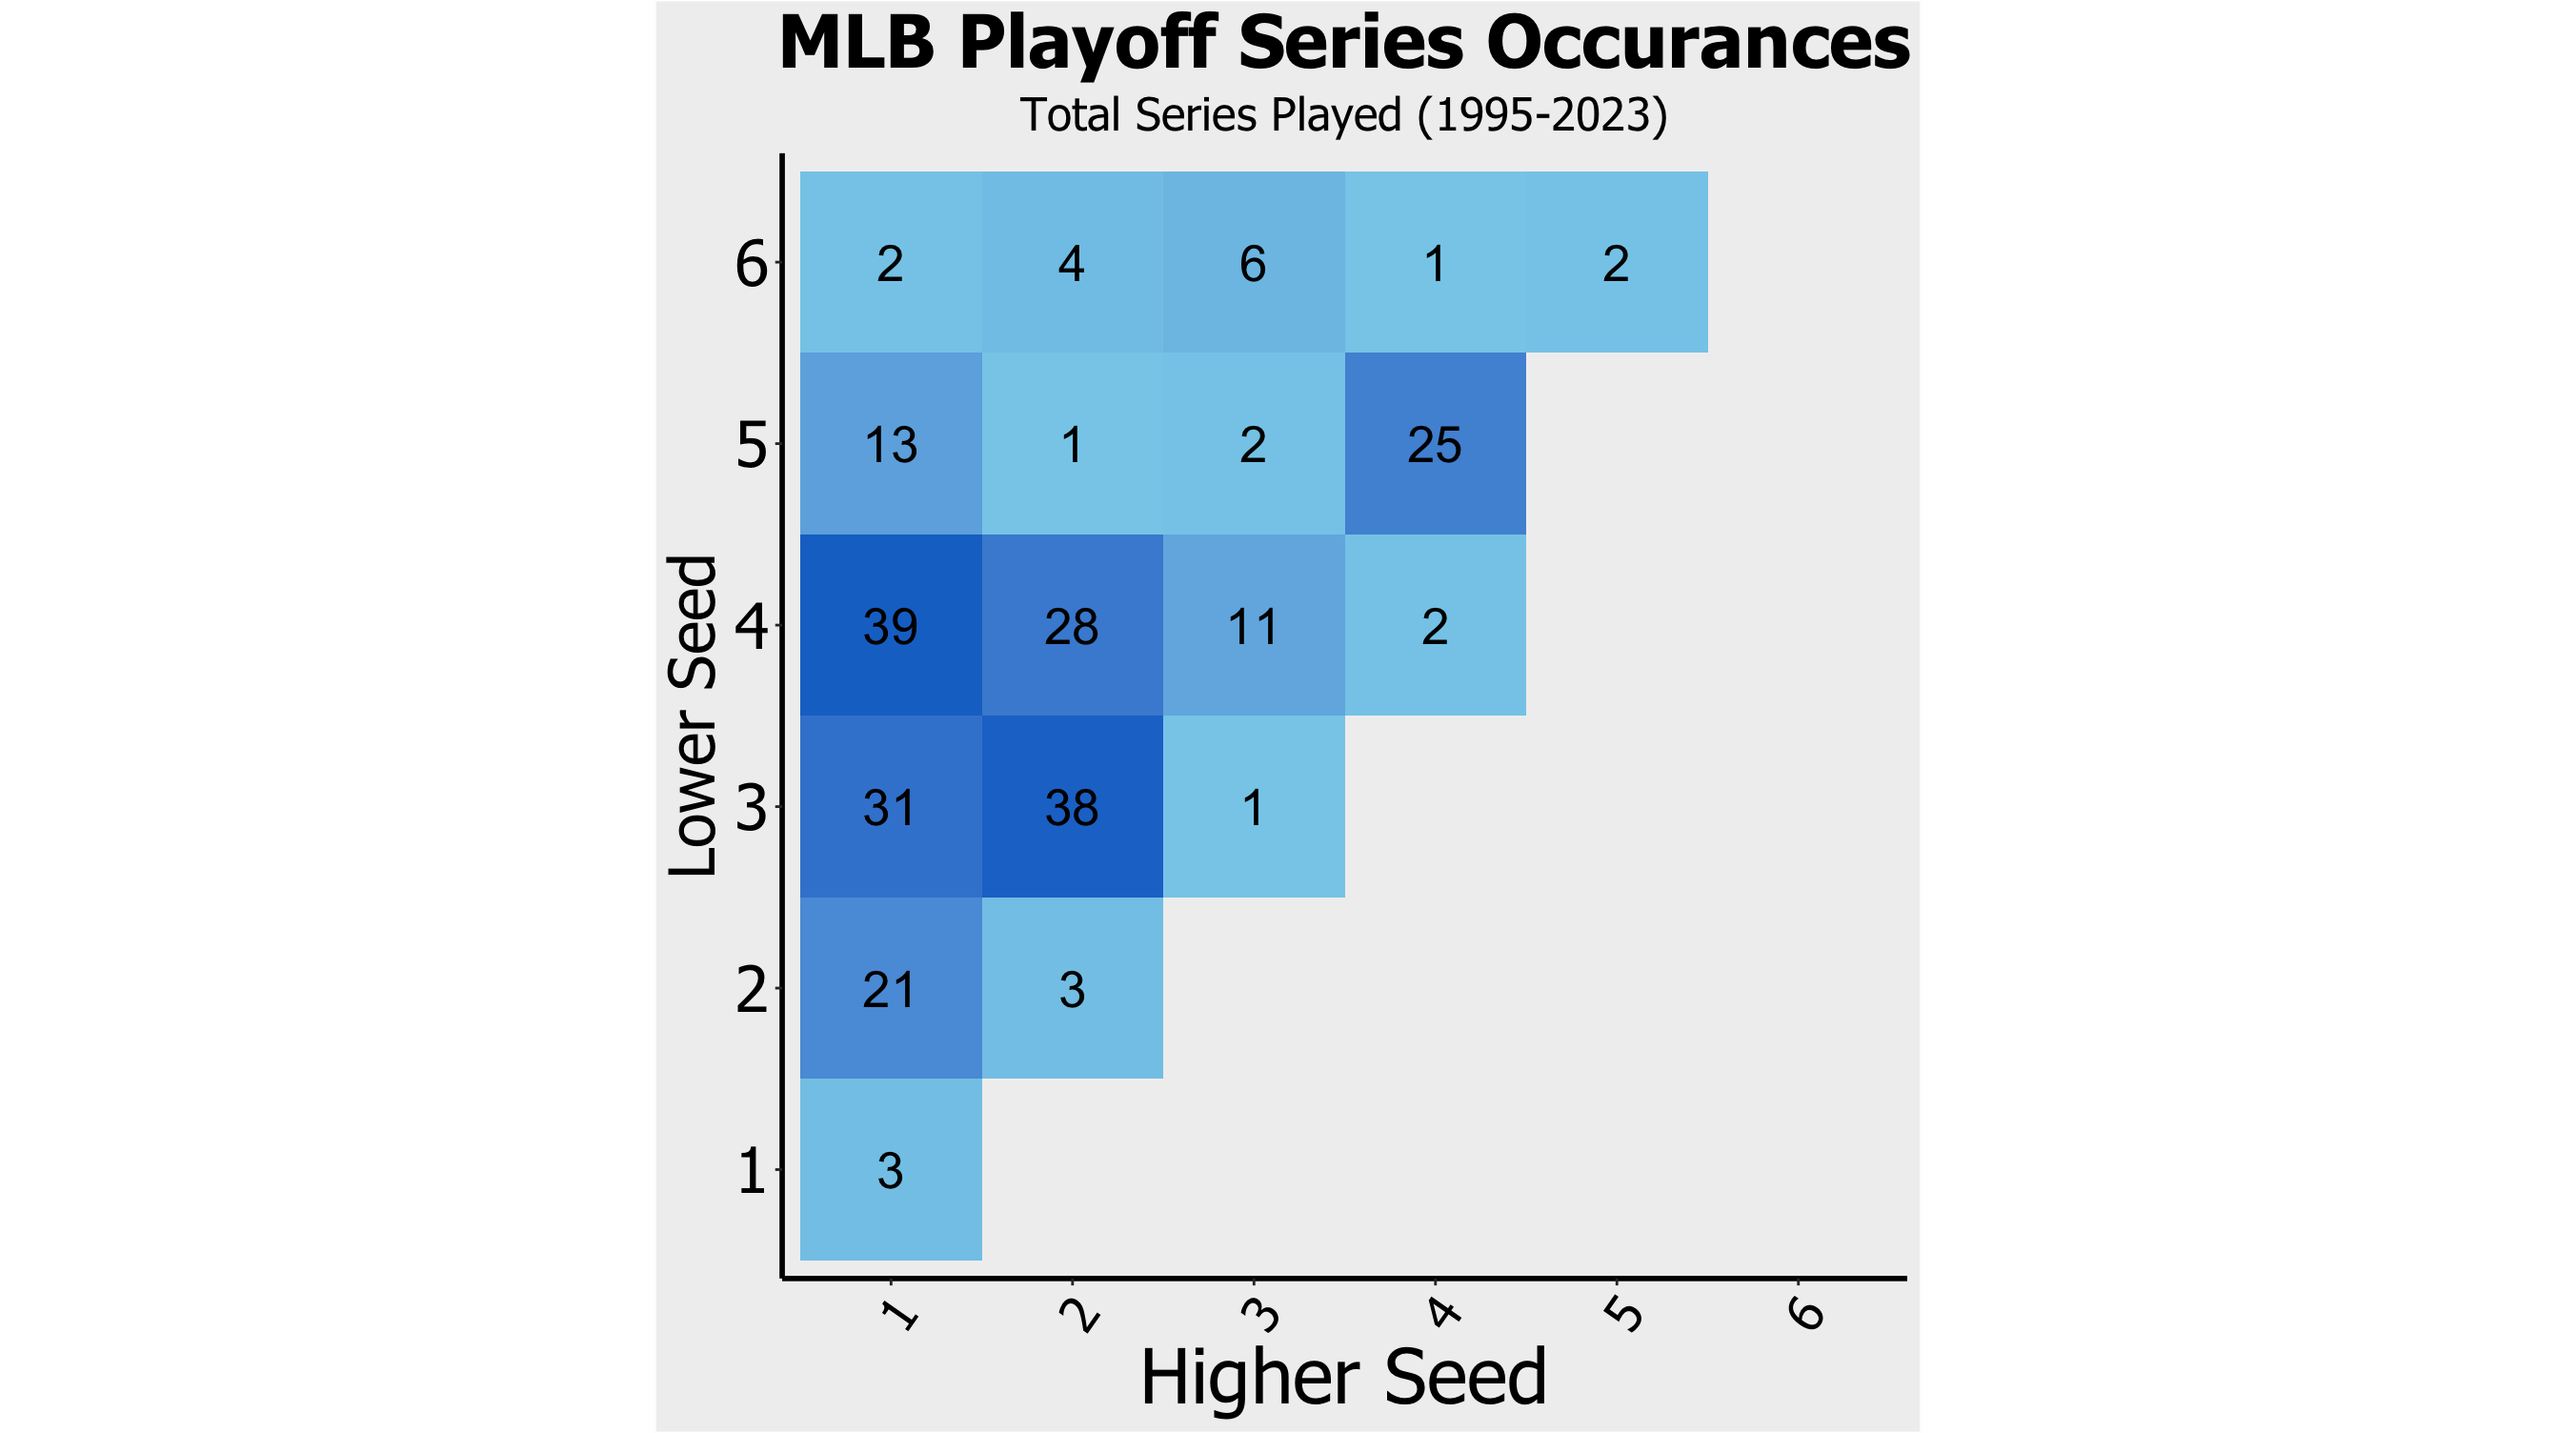 MLB Playoff Series Occurances
Total Series Played (1995-2023)
Lower Seed
6 2 4 6 1 2
5 13 1 2 25
4 39 28 11 2
3 31 38 1
2 21 3
1 3
1 2 3 4 5 6
Higher Seed